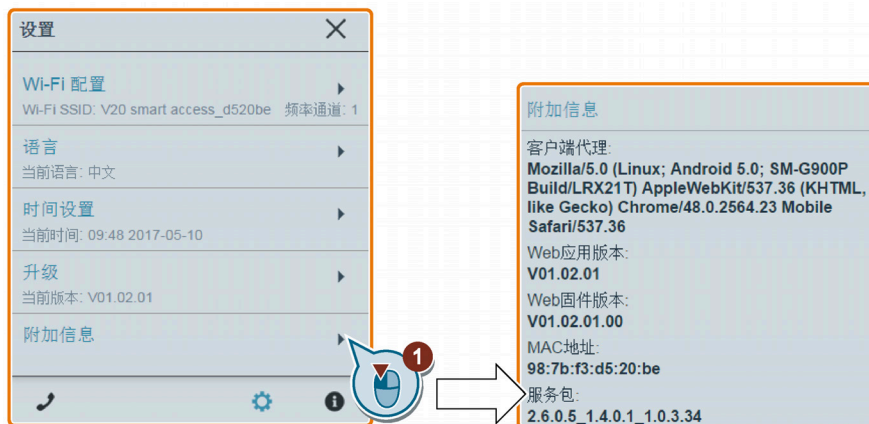 设置
Wi-Fi 配置
Wi-Fi SSID: V20 smart access_d520be 频率通道: 1
语言
当前语言: 中文
时间设置
当前时间: 09:48 2017-05-10
升级
当前版本: V01.02.01
附加信息
1
附加信息
客户端代理:
Mozilla/5.0 (Linux; Android 5.0; SM-G900P
Build/LRX21T) AppleWebKit/537.36 (KHTML,
like Gecko) Chrome/48.0.2564.23 Mobile
Safari/537.36
Web应用版本:
V01.02.01
Web固件版本:
V01.02.01.00
MAC地址:
98:7b:f3:d5:20:be
服务包:
2.6.0.5_1.4.0.1_1.0.3.34